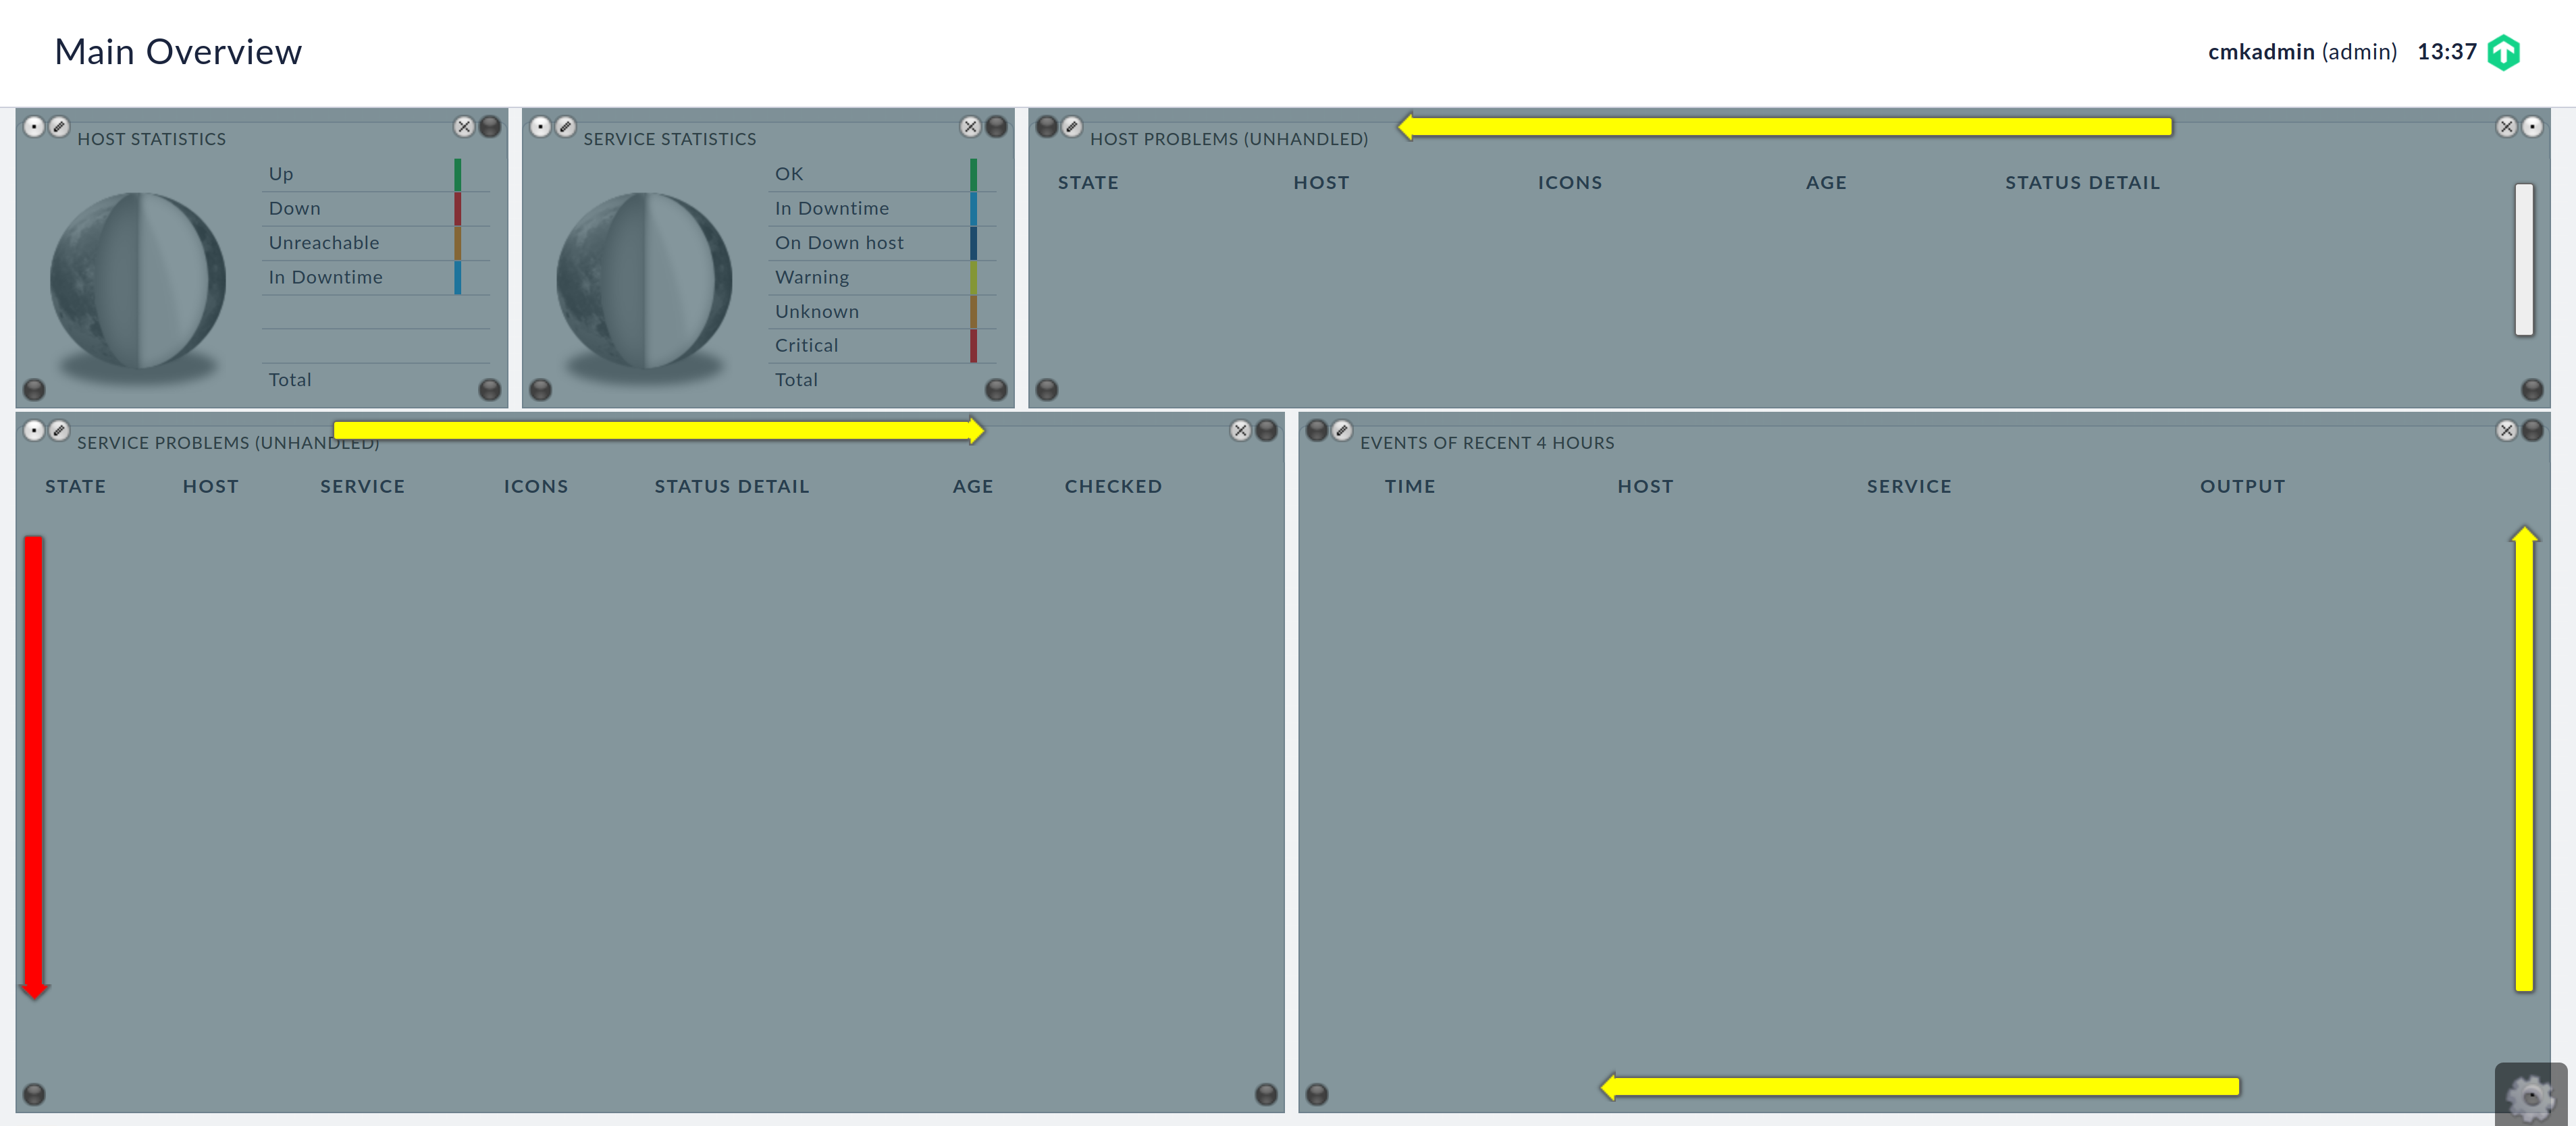 Main Overview
cmkadmin (admin) 13:37
HOST STATISTICS
Up
Down
Unreachable
In Downtime
Total
SERVICE STATISTICS
OK
In Downtime
On Down host
Warning
Unknown
Critical
Total
HOST PROBLEMS (UNHANDLED)
STATE HOST ICONS AGE STATUS DETAIL
SERVICE PROBLEMS (UNHANDLED)
STATE HOST SERVICE ICONS STATUS DETAIL AGE CHECKED
EVENTS OF RECENT 4 HOURS
TIME HOST SERVICE OUTPUT